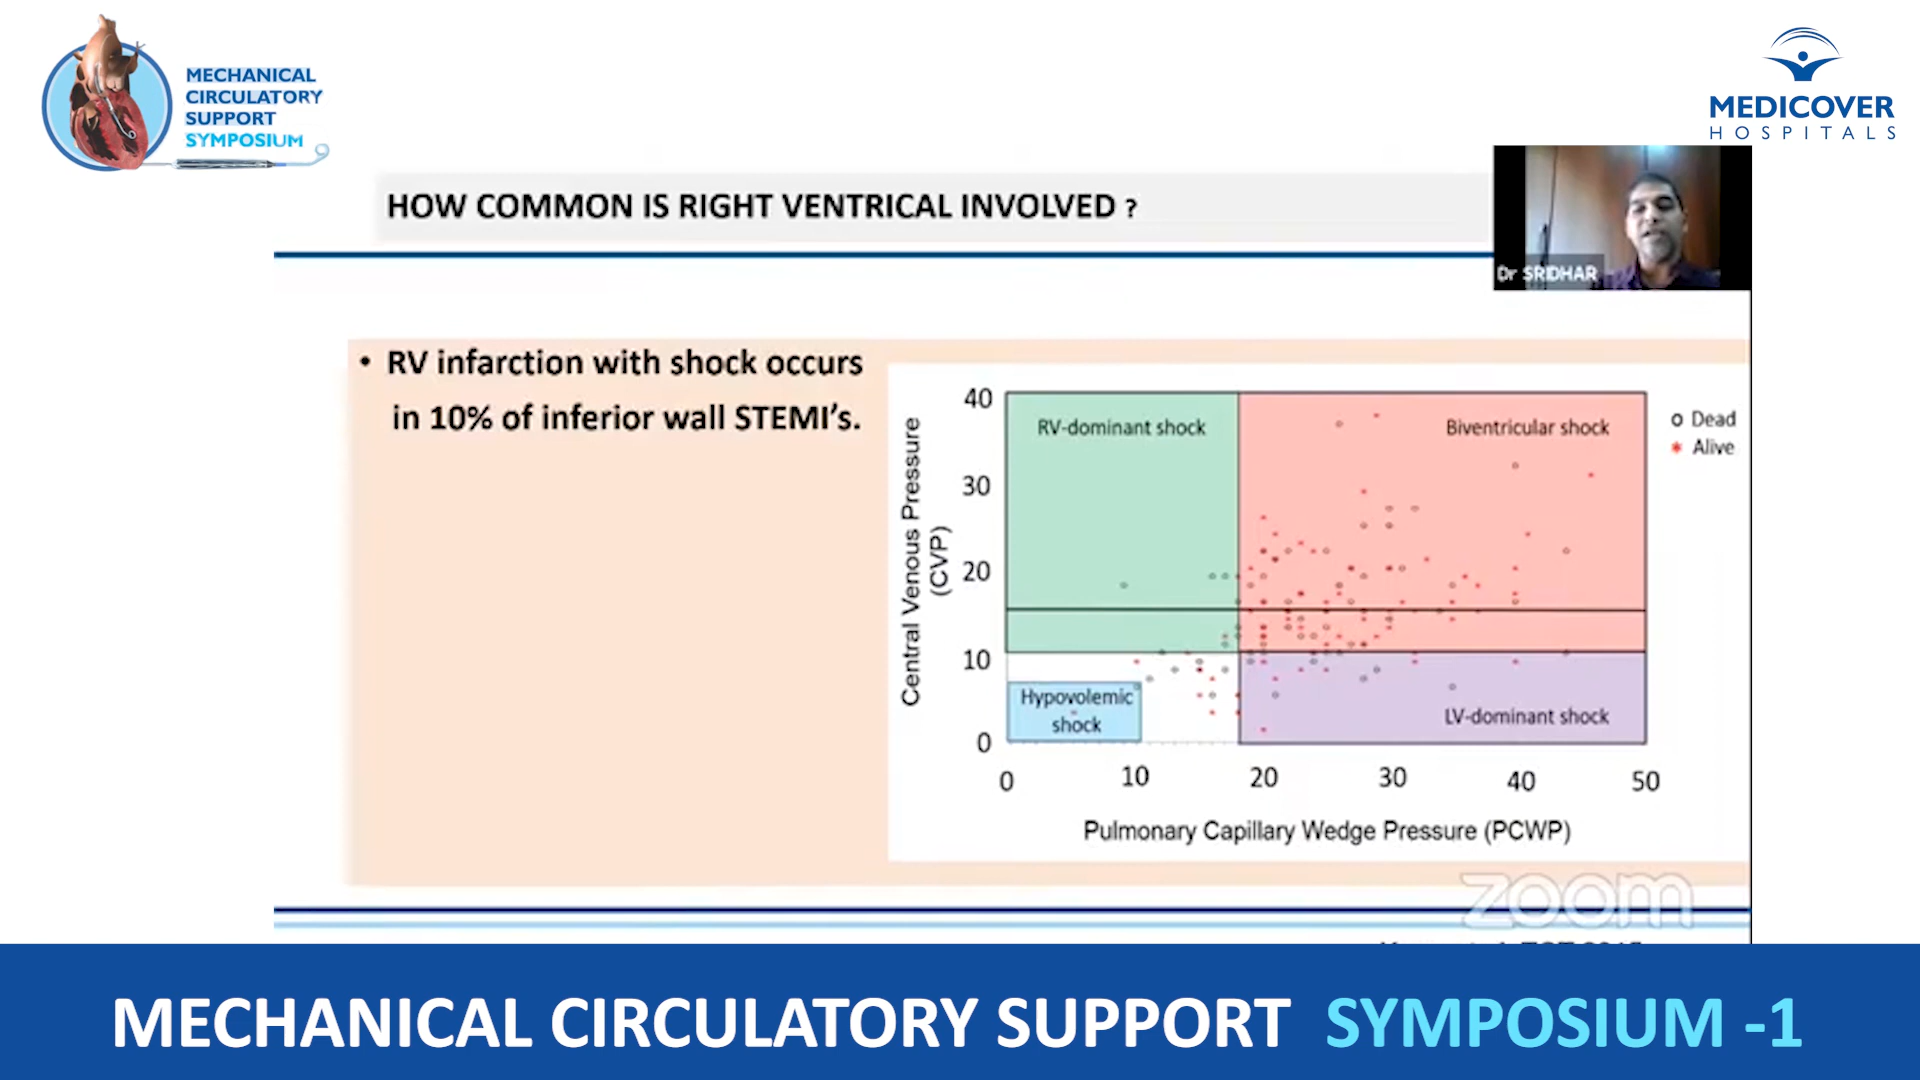 MECHANICAL
CIRCULATORY
SUPPORT
SYMPOSIUM
MEDICOVER
HOSPITALS
HOW COMMON IS RIGHT VENTRICAL INVOLVED ?
Dr SRIDHAR
• RV infarction with shock occurs
in 10% of inferior wall STEMI's.
Central Venous Pressure
(CVP)
40
30
20
10
0
RV-dominant shock
Biventricular shock
Hypovolemic
shock
LV-dominant shock
Dead
Alive
0 10 20 30 40 50
Pulmonary Capillary Wedge Pressure (PCWP)
zoom
MECHANICAL CIRCULATORY SUPPORT SYMPOSIUM -1